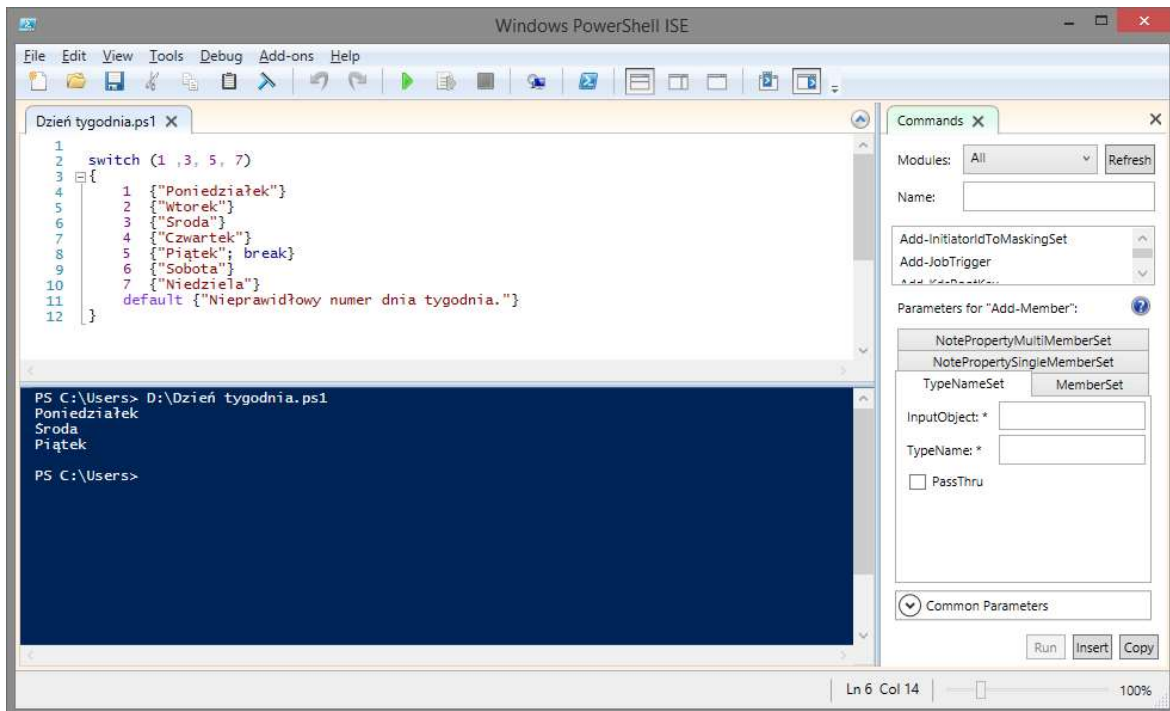 Windows PowerShell ISE
File Edit View Tools Debug Add-ons Help
Dzień tygodnia.ps1
1
2 switch (1 ,3, 5, 7)
3 {
4 1 {"Poniedziałek"}
5 2 {"Wtorek"}
6 3 {"Środa"}
7 4 {"Czwartek"}
8 5 {"Piątek"; break}
9 6 {"Sobota"}
10 7 {"Niedziela"}
11 default {"Nieprawidłowy numer dnia tygodnia."}
12 }
PS C:\Users> D:\Dzień tygodnia.ps1
Poniedziałek
Środa
Piątek
PS C:\Users>
Commands
Modules: All Refresh
Name:
Add-InitiatorIdToMaskingSet
Add-JobTrigger
Parameters for "Add-Member":
NotePropertyMultiMemberSet
NotePropertySingleMemberSet
TypeNameSet MemberSet
InputObject: *
TypeName: *
PassThru
Common Parameters
Run Insert Copy
Ln 6 Col 14 100%